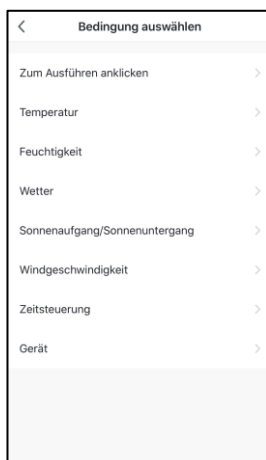 Bedingung auswählen
Zum Ausführen anklicken
Temperatur
Feuchtigkeit
Wetter
Sonnenaufgang/Sonnenuntergang
Windgeschwindigkeit
Zeitsteuerung
Gerät